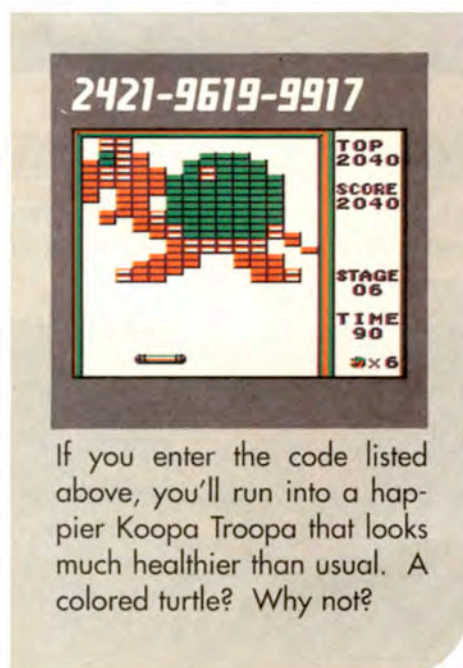 2421-9619-9917
TOP
2040
SCORE
2040
STAGE
06
TIME
90
×6
If you enter the code listed
above, you'll run into a hap-
pier Koopa Troopa that looks
much healthier than usual. A
colored turtle? Why not?